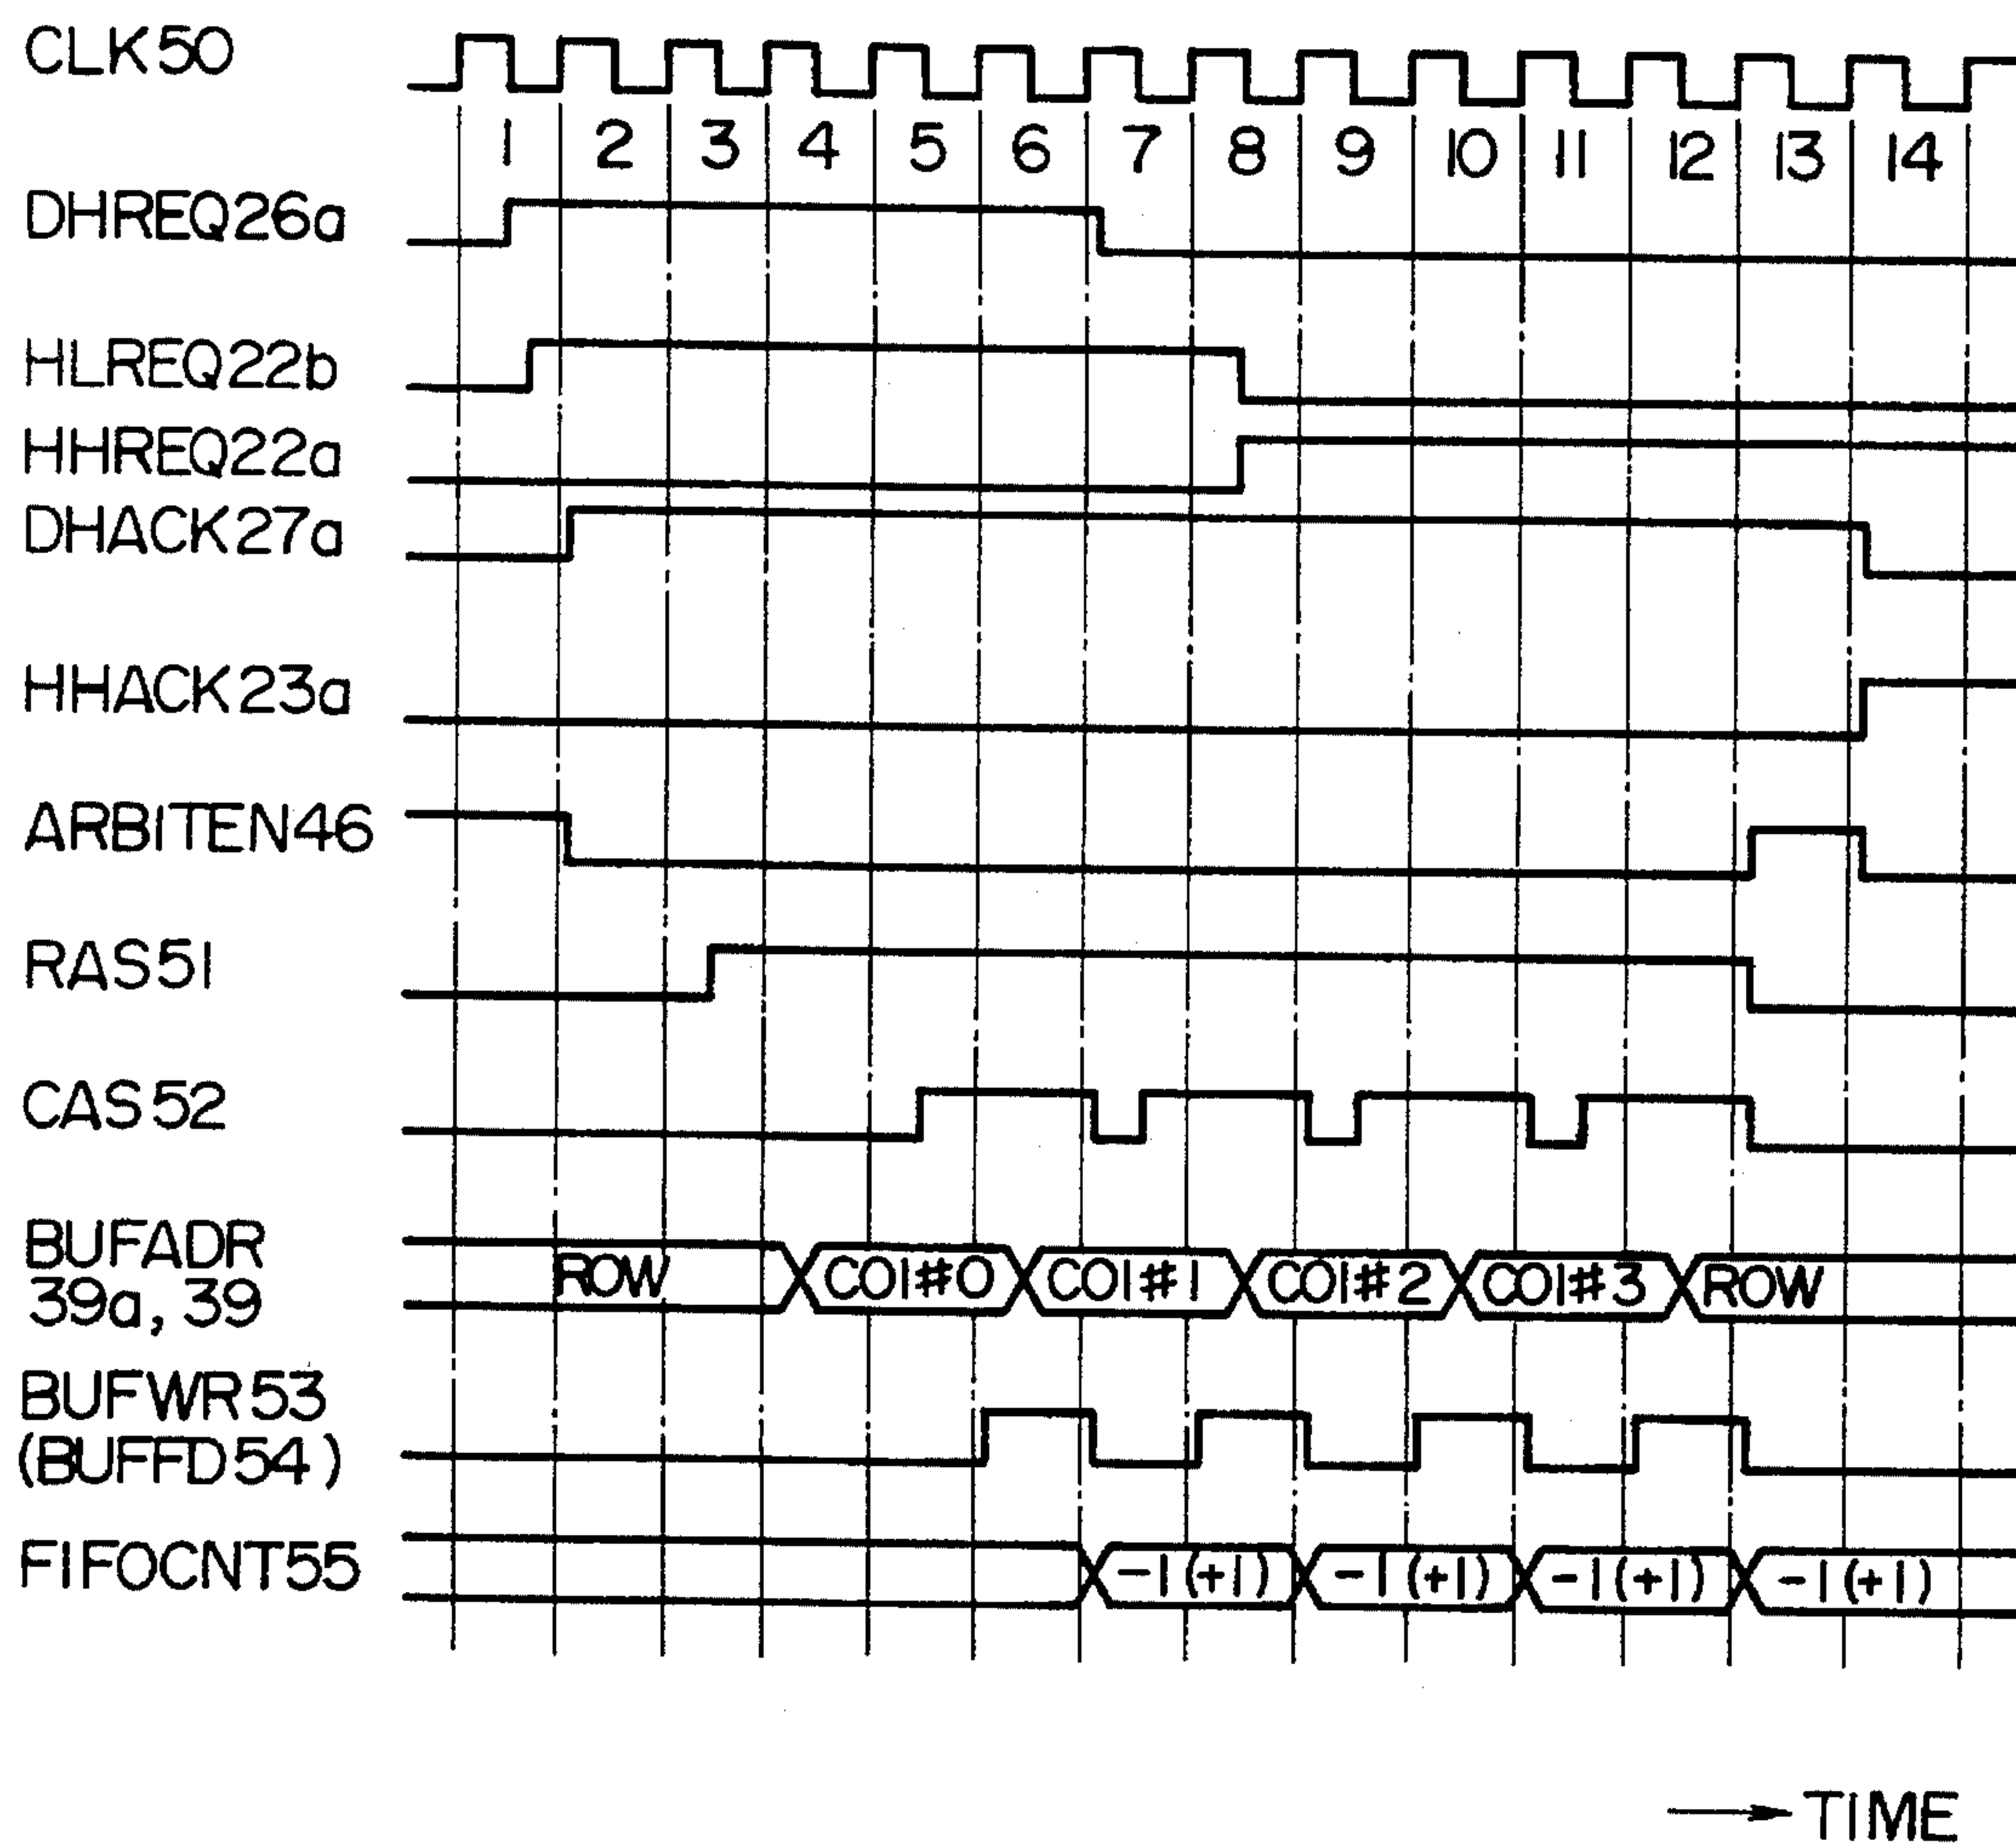 CLK50
1 2 3 4 5 6 7 8 9 10 11 12 13 14
DHREQ26a
HLREQ22b
HHREQ22a
DHACK27a
HHACK23a
ARBITEN46
RAS51
CAS52
BUFADR
39a, 39
ROW COl#0 COl#1 COl#2 COl#3 ROW
BUFWR53
(BUFFD54)
FIFOCNT55
-1(+1) -1(+1) -1(+1) -1(+1)
TIME